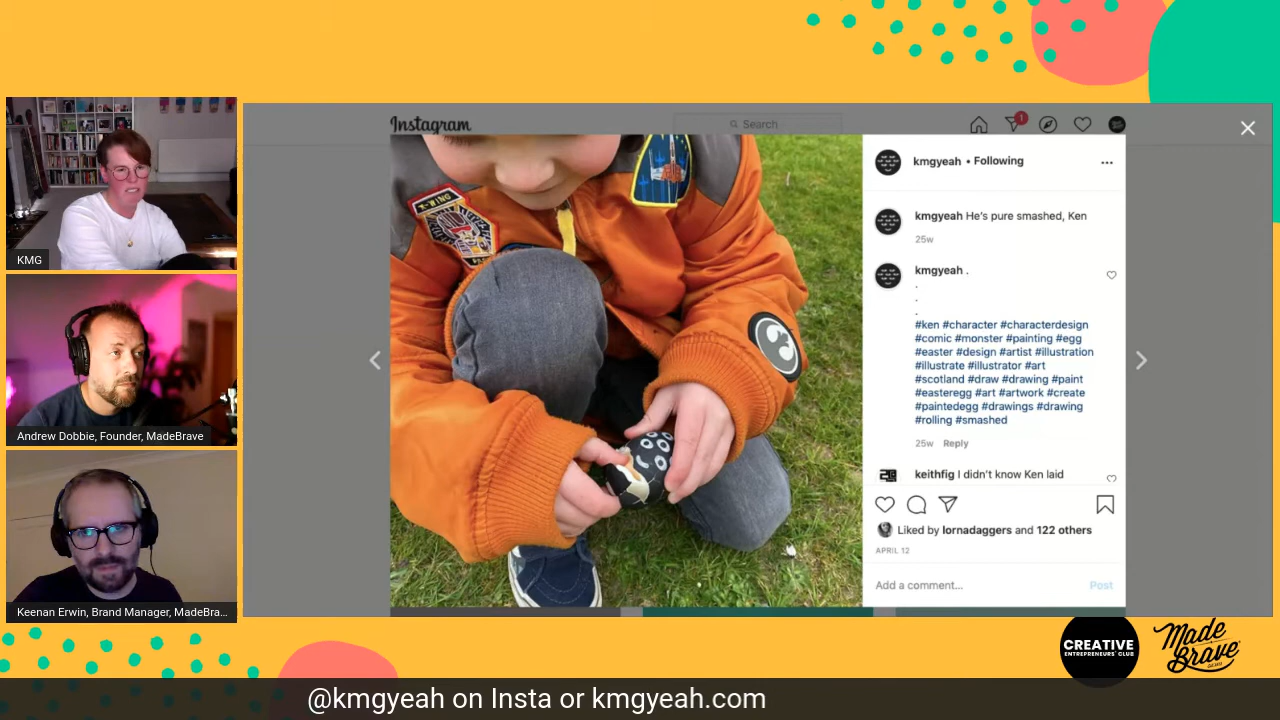 KMG
Andrew Dobbie, Founder, MadeBrave
Keenan Erwin, Brand Manager, MadeBra...
Instagram
Search
1
X-WING
kmgyeah • Following
kmgyeah He's pure smashed, Ken
25w
kmgyeah .
.
.
.
#ken #character #characterdesign
#comic #monster #painting #egg
#easter #design #artist #illustration
#illustrate #illustrator #art
#scotland #draw #drawing #paint
#easteregg #art #artwork #create
#paintedegg #drawings #drawing
#rolling #smashed
25w Reply
keithfig I didn't know Ken laid
Liked by lornadaggers and 122 others
APRIL 12
Add a comment... Post
CREATIVE
ENTREPRENEURS' CLUB
Made
Brave
@kmgyeah on Insta or kmgyeah.com